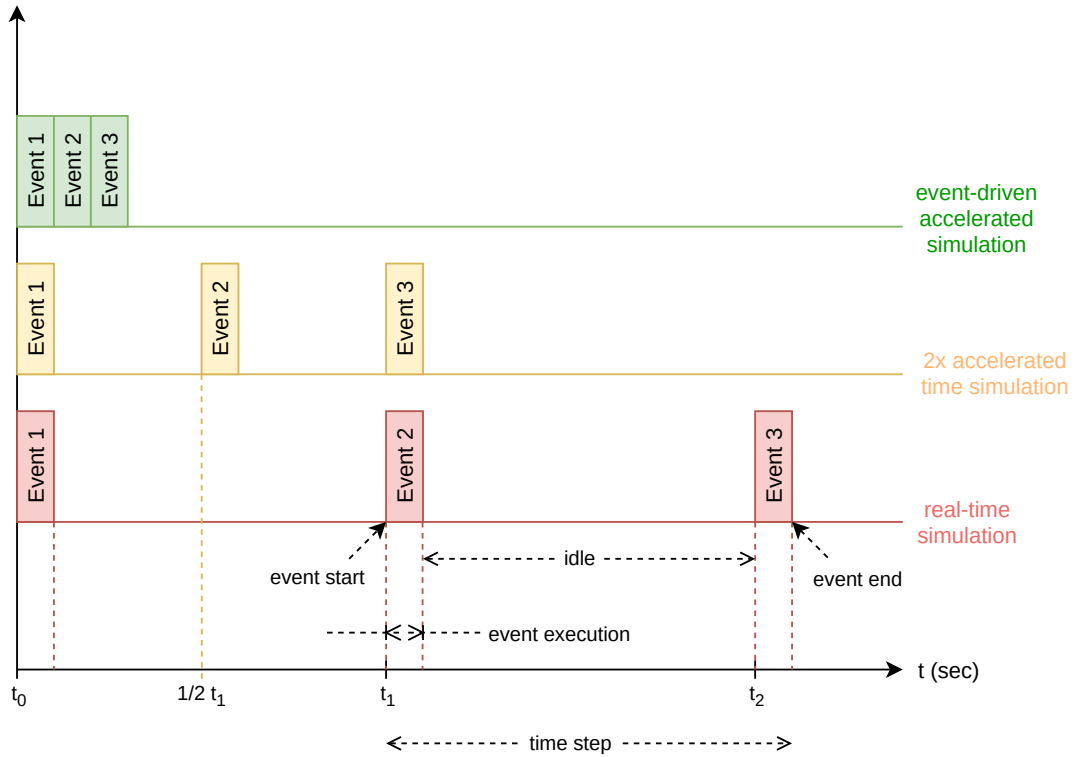 Event 1
Event 2
Event 3
event-driven
accelerated
simulation
Event 1
Event 2
Event 3
2x accelerated
time simulation
Event 1
Event 2
Event 3
real-time
simulation
event start
idle
event end
event execution
t (sec)
t0
1/2 t1
t1
t2
time step